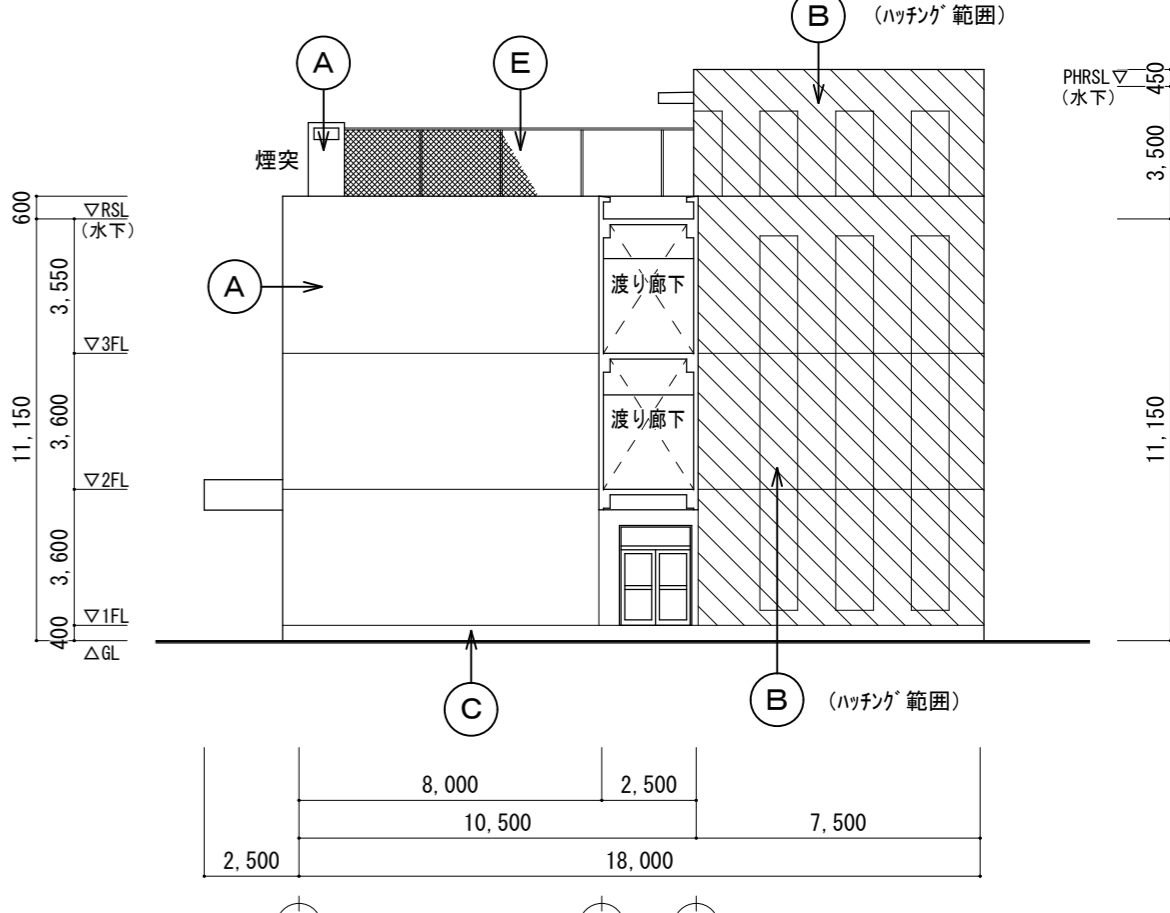 B (ハッチング範囲)
A
E
PHRSL▽
(水下)
450
煙突
3,500
600
▽RSL
(水下)
3,550
A
渡り廊下
▽3FL
11,150
3,600
渡り廊下
11,150
▽2FL
3,600
▽1FL
400
△GL
C
B (ハッチング範囲)
8,000
2,500
10,500
7,500
2,500
18,000